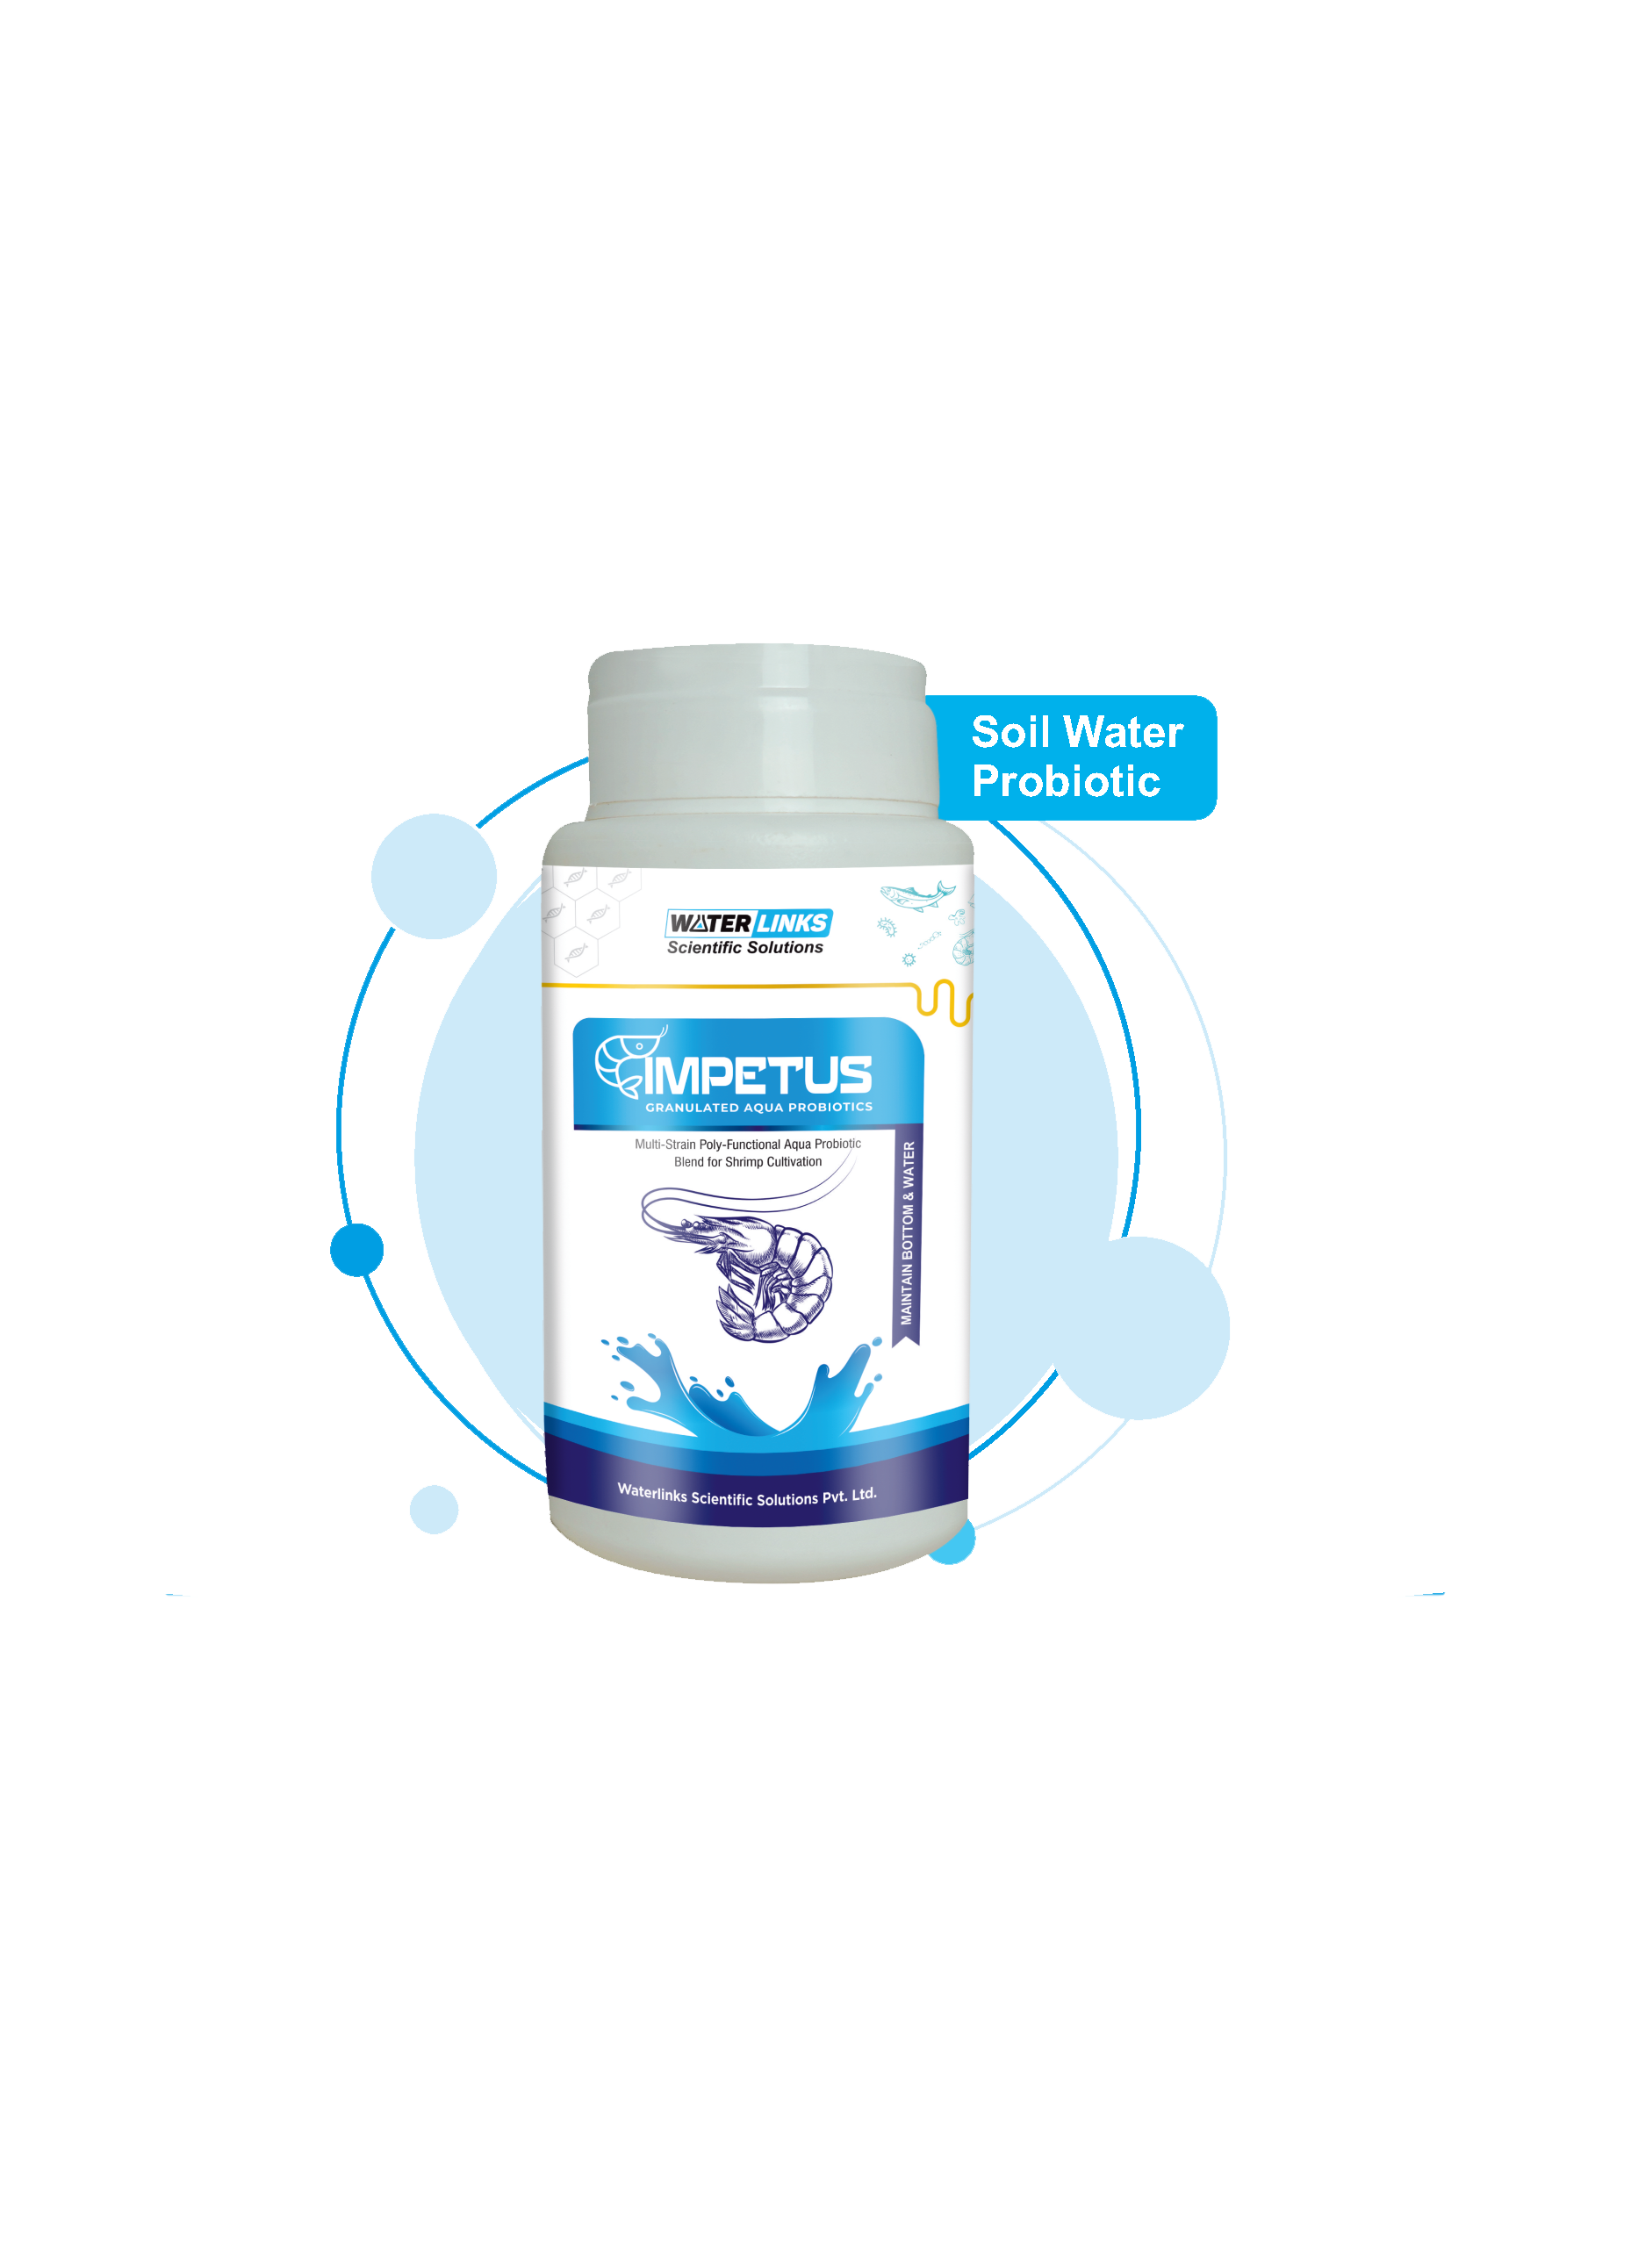 Soil Water
Probiotic
WATER LINKS
Scientific Solutions
IMPETUS
GRANULATED AQUA PROBIOTICS
Multi-Strain Poly-Functional Aqua Probiotic
Blend for Shrimp Cultivation
MAINTAIN BOTTOM & WATER
Waterlinks Scientific Solutions Pvt. Ltd.